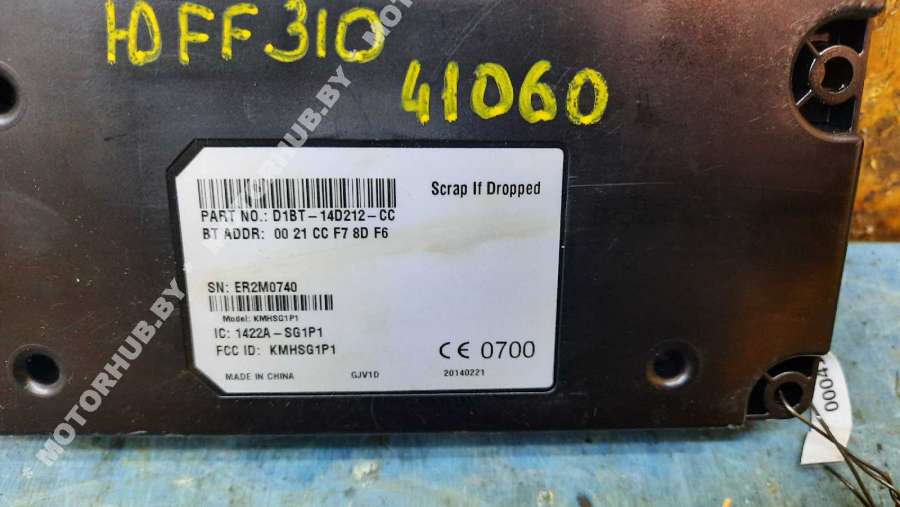 ЮFF310
41060
Scrap If Dropped
PART NO.: D1BT-14D212-CC
BT ADDR: 00 21 CC F7 8D F6
SN: ER2M0740
Model: KMHSG1P1
IC: 1422A-SG1P1
FCC ID: KMHSG1P1
CE 0700
MADE IN CHINA GJV1D 20140221
0004
MOTORHUB.BY
MOTORHUB.BY
MOTORHUB.BY